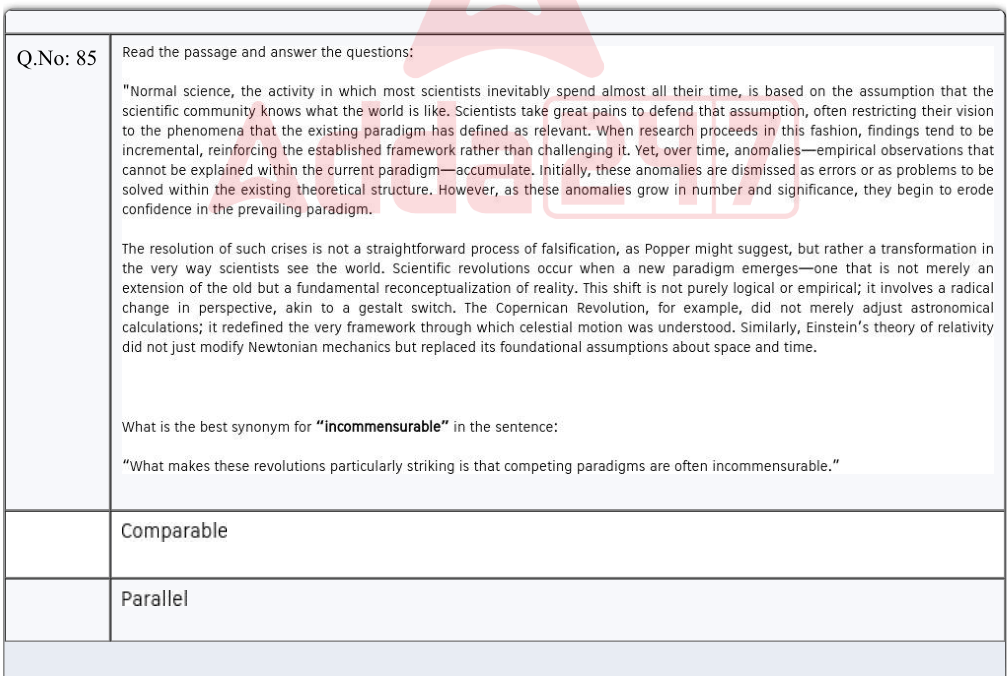 Q.No: 85
Read the passage and answer the questions:
"Normal science, the activity in which most scientists inevitably spend almost all their time, is based on the assumption that the
scientific community knows what the world is like. Scientists take great pains to defend that assumption, often restricting their vision
to the phenomena that the existing paradigm has defined as relevant. When research proceeds in this fashion, findings tend to be
incremental, reinforcing the established framework rather than challenging it. Yet, over time, anomalies—empirical observations that
cannot be explained within the current paradigm—accumulate. Initially, these anomalies are dismissed as errors or as problems to be
solved within the existing theoretical structure. However, as these anomalies grow in number and significance, they begin to erode
confidence in the prevailing paradigm.
The resolution of such crises is not a straightforward process of falsification, as Popper might suggest, but rather a transformation in
the very way scientists see the world. Scientific revolutions occur when a new paradigm emerges—one that is not merely an
extension of the old but a fundamental reconceptualization of reality. This shift is not purely logical or empirical; it involves a radical
change in perspective, akin to a gestalt switch. The Copernican Revolution, for example, did not merely adjust astronomical
calculations; it redefined the very framework through which celestial motion was understood. Similarly, Einstein's theory of relativity
did not just modify Newtonian mechanics but replaced its foundational assumptions about space and time.
What is the best synonym for "incommensurable" in the sentence:
"What makes these revolutions particularly striking is that competing paradigms are often incommensurable."
Comparable
Parallel
Adda247